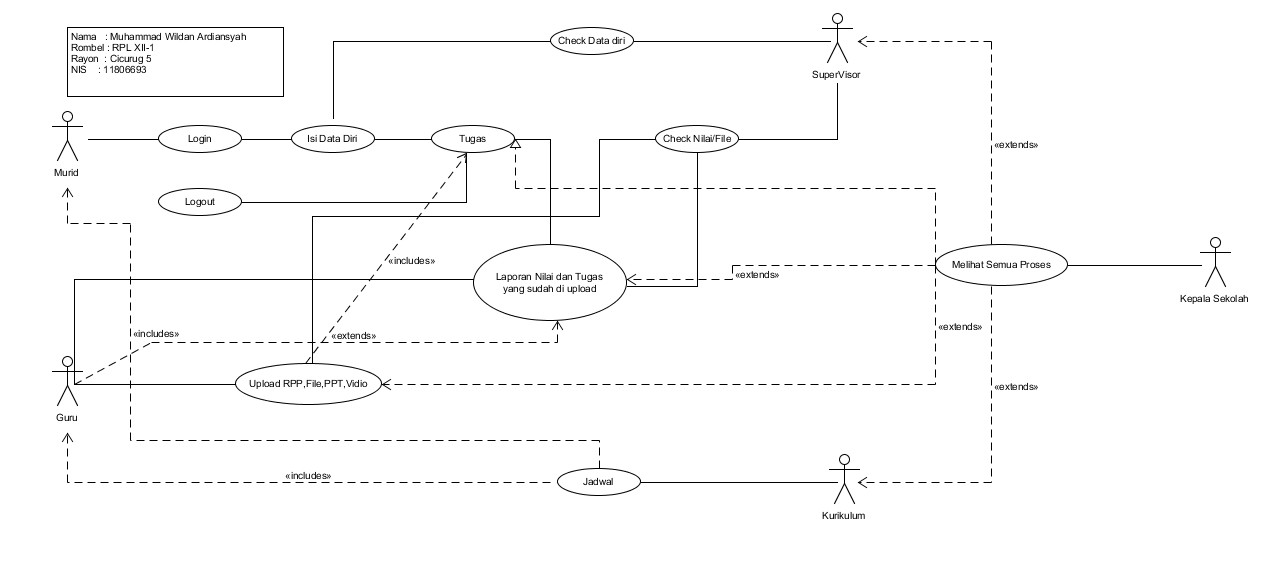 Nama : Muhammad Wildan Ardiansyah
Rombel : RPL XII-1
Rayon : Cicurug 5
NIS : 11806693
Check Data diri
SuperVisor
Login
Isi Data Diri
Tugas
Check Nilai/File
«extends»
Murid
Logout
«includes»
Laporan Nilai dan Tugas
yang sudah di upload
«extends»
Melihat Semua Proses
Kepala Sekolah
«includes»
«extends»
«extends»
Upload RPP,File,PPT,Vidio
«extends»
Guru
«includes»
Jadwal
Kurikulum